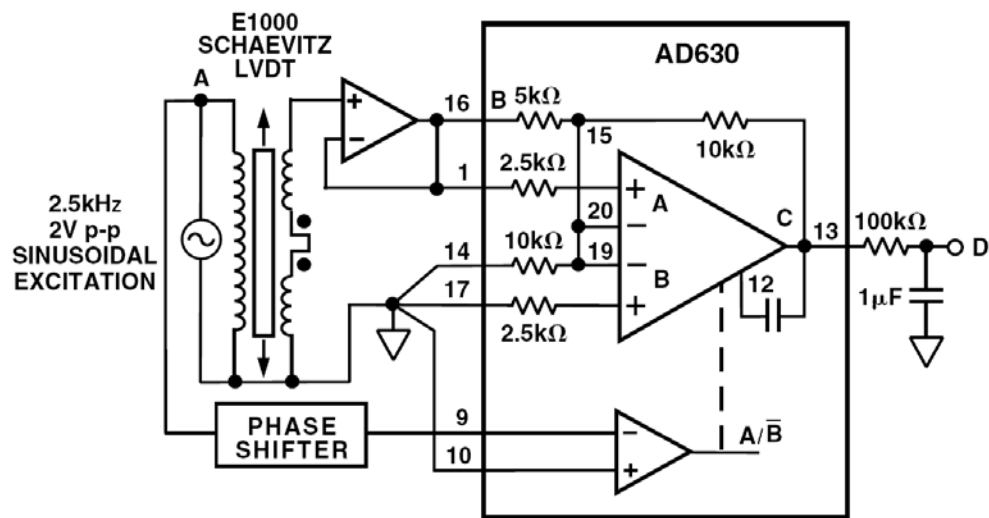 E1000
SCHAEVITZ
LVDT
A
2.5kHz
2V p-p
SINUSOIDAL
EXCITATION
+
−
16
1
14
17
AD630
B
5kΩ
15
10kΩ
2.5kΩ
20
+
A
−
C
13
100kΩ
D
10kΩ
19
−
B
12
+
2.5kΩ
1µF
PHASE
SHIFTER
9
10
−
+
A/B̅